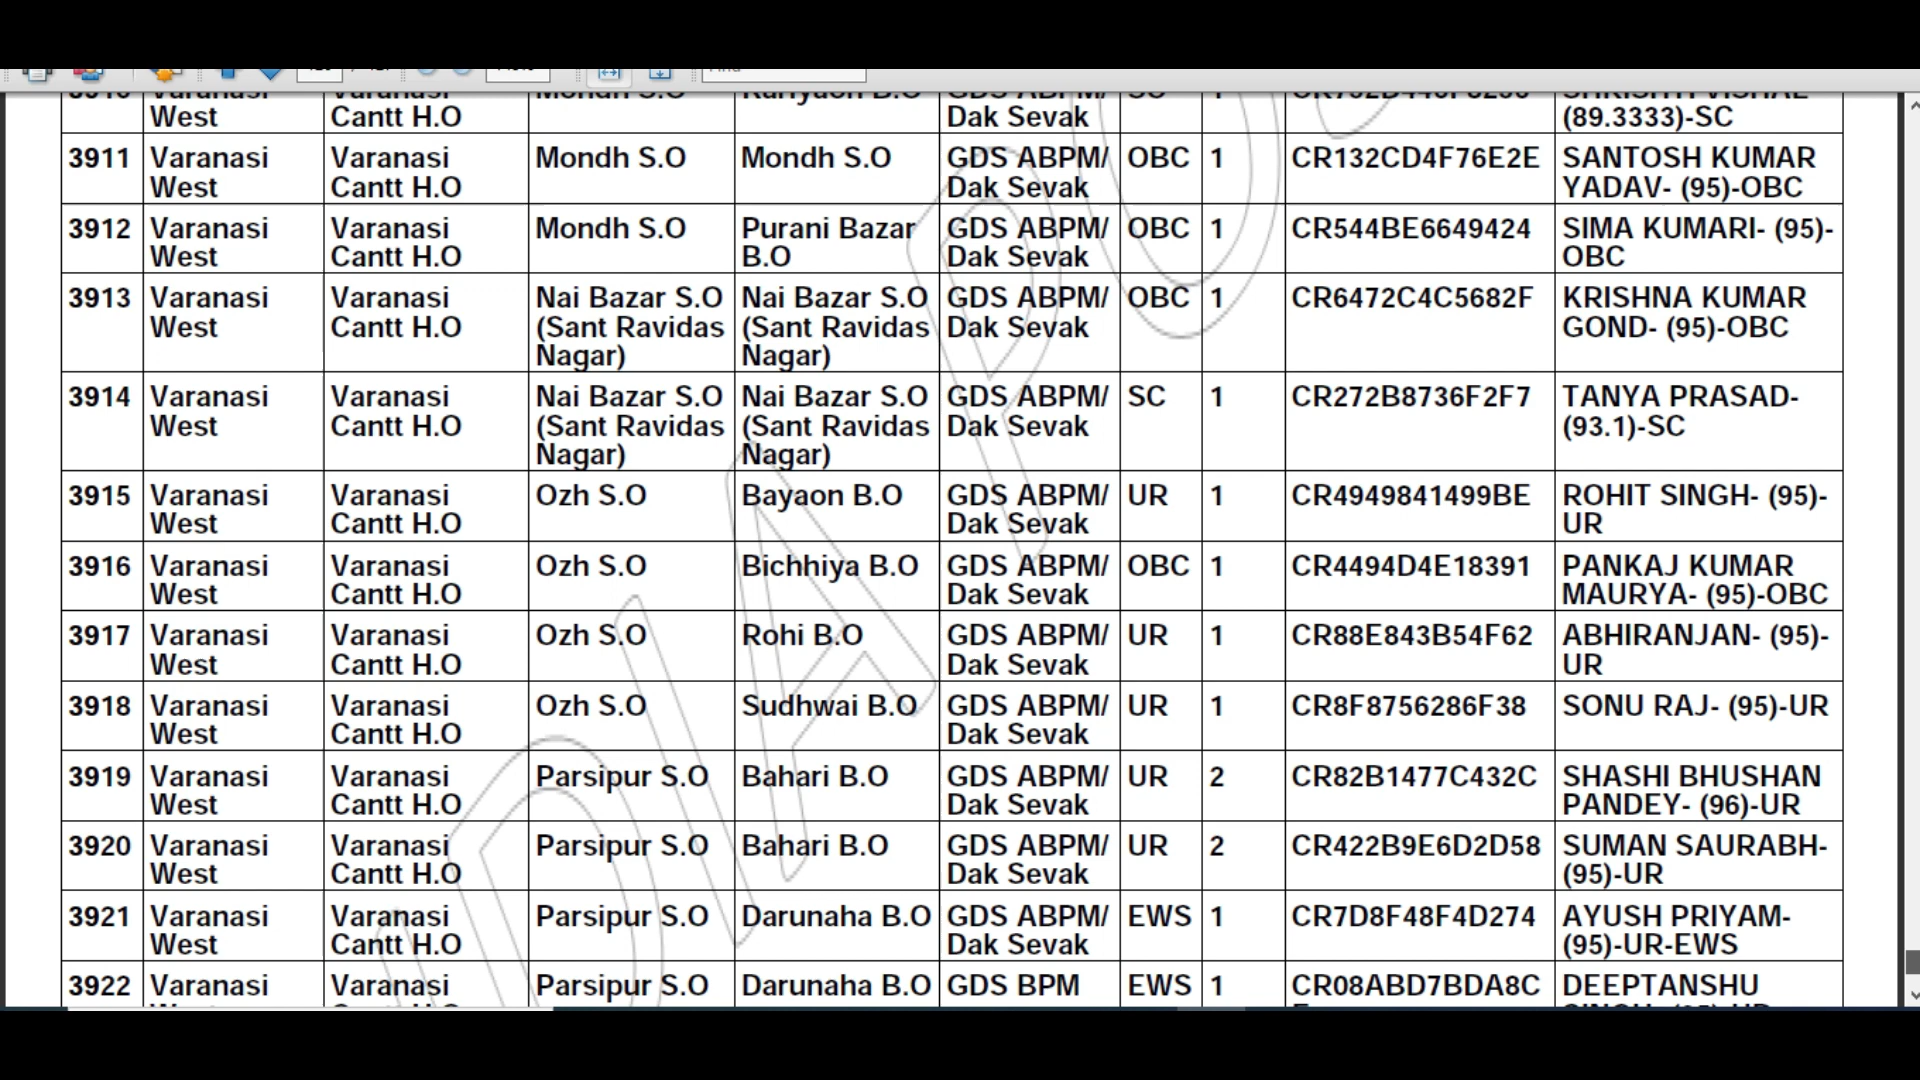 West Cantt H.O Dak Sevak (89.3333)-SC
3911 Varanasi Varanasi Mondh S.O Mondh S.O GDS ABPM/ OBC 1 CR132CD4F76E2E SANTOSH KUMAR
West Cantt H.O Dak Sevak YADAV- (95)-OBC
3912 Varanasi Varanasi Mondh S.O Purani Bazar GDS ABPM/ OBC 1 CR544BE6649424 SIMA KUMARI- (95)-
West Cantt H.O B.O Dak Sevak OBC
3913 Varanasi Varanasi Nai Bazar S.O Nai Bazar S.O GDS ABPM/ OBC 1 CR6472C4C5682F KRISHNA KUMAR
West Cantt H.O (Sant Ravidas (Sant Ravidas Dak Sevak GOND- (95)-OBC
Nagar) Nagar)
3914 Varanasi Varanasi Nai Bazar S.O Nai Bazar S.O GDS ABPM/ SC 1 CR272B8736F2F7 TANYA PRASAD-
West Cantt H.O (Sant Ravidas (Sant Ravidas Dak Sevak (93.1)-SC
Nagar) Nagar)
3915 Varanasi Varanasi Ozh S.O Bayaon B.O GDS ABPM/ UR 1 CR4949841499BE ROHIT SINGH- (95)-
West Cantt H.O Dak Sevak UR
3916 Varanasi Varanasi Ozh S.O Bichhiya B.O GDS ABPM/ OBC 1 CR4494D4E18391 PANKAJ KUMAR
West Cantt H.O Dak Sevak MAURYA- (95)-OBC
3917 Varanasi Varanasi Ozh S.O Rohi B.O GDS ABPM/ UR 1 CR88E843B54F62 ABHIRANJAN- (95)-
West Cantt H.O Dak Sevak UR
3918 Varanasi Varanasi Ozh S.O Sudhwai B.O GDS ABPM/ UR 1 CR8F8756286F38 SONU RAJ- (95)-UR
West Cantt H.O Dak Sevak
3919 Varanasi Varanasi Parsipur S.O Bahari B.O GDS ABPM/ UR 2 CR82B1477C432C SHASHI BHUSHAN
West Cantt H.O Dak Sevak PANDEY- (96)-UR
3920 Varanasi Varanasi Parsipur S.O Bahari B.O GDS ABPM/ UR 2 CR422B9E6D2D58 SUMAN SAURABH-
West Cantt H.O Dak Sevak (95)-UR
3921 Varanasi Varanasi Parsipur S.O Darunaha B.O GDS ABPM/ EWS 1 CR7D8F48F4D274 AYUSH PRIYAM-
West Cantt H.O Dak Sevak (95)-UR-EWS
3922 Varanasi Varanasi Parsipur S.O Darunaha B.O GDS BPM EWS 1 CR08ABD7BDA8C DEEPTANSHU